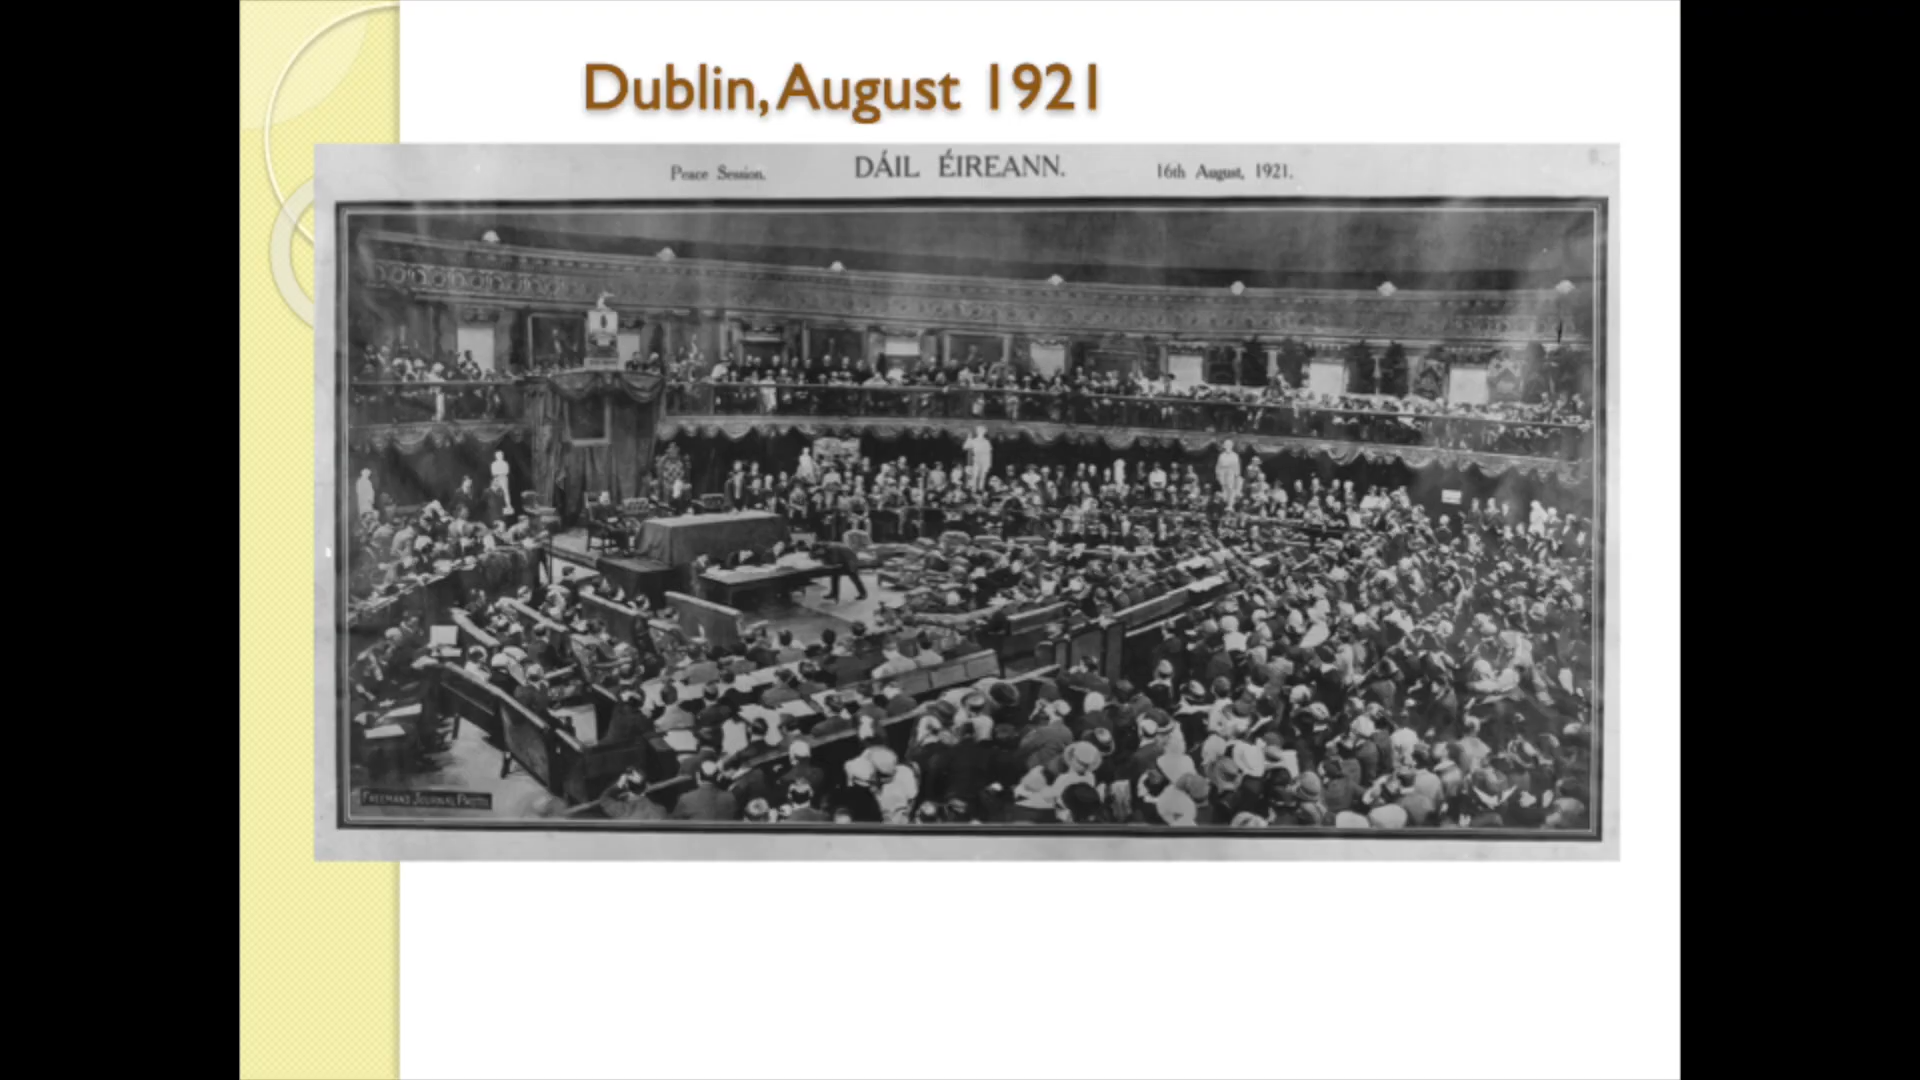 Dublin, August 1921
Peace Session. DÁIL ÉIREANN. 16th August, 1921.
FREEMAN'S JOURNAL PHOTO